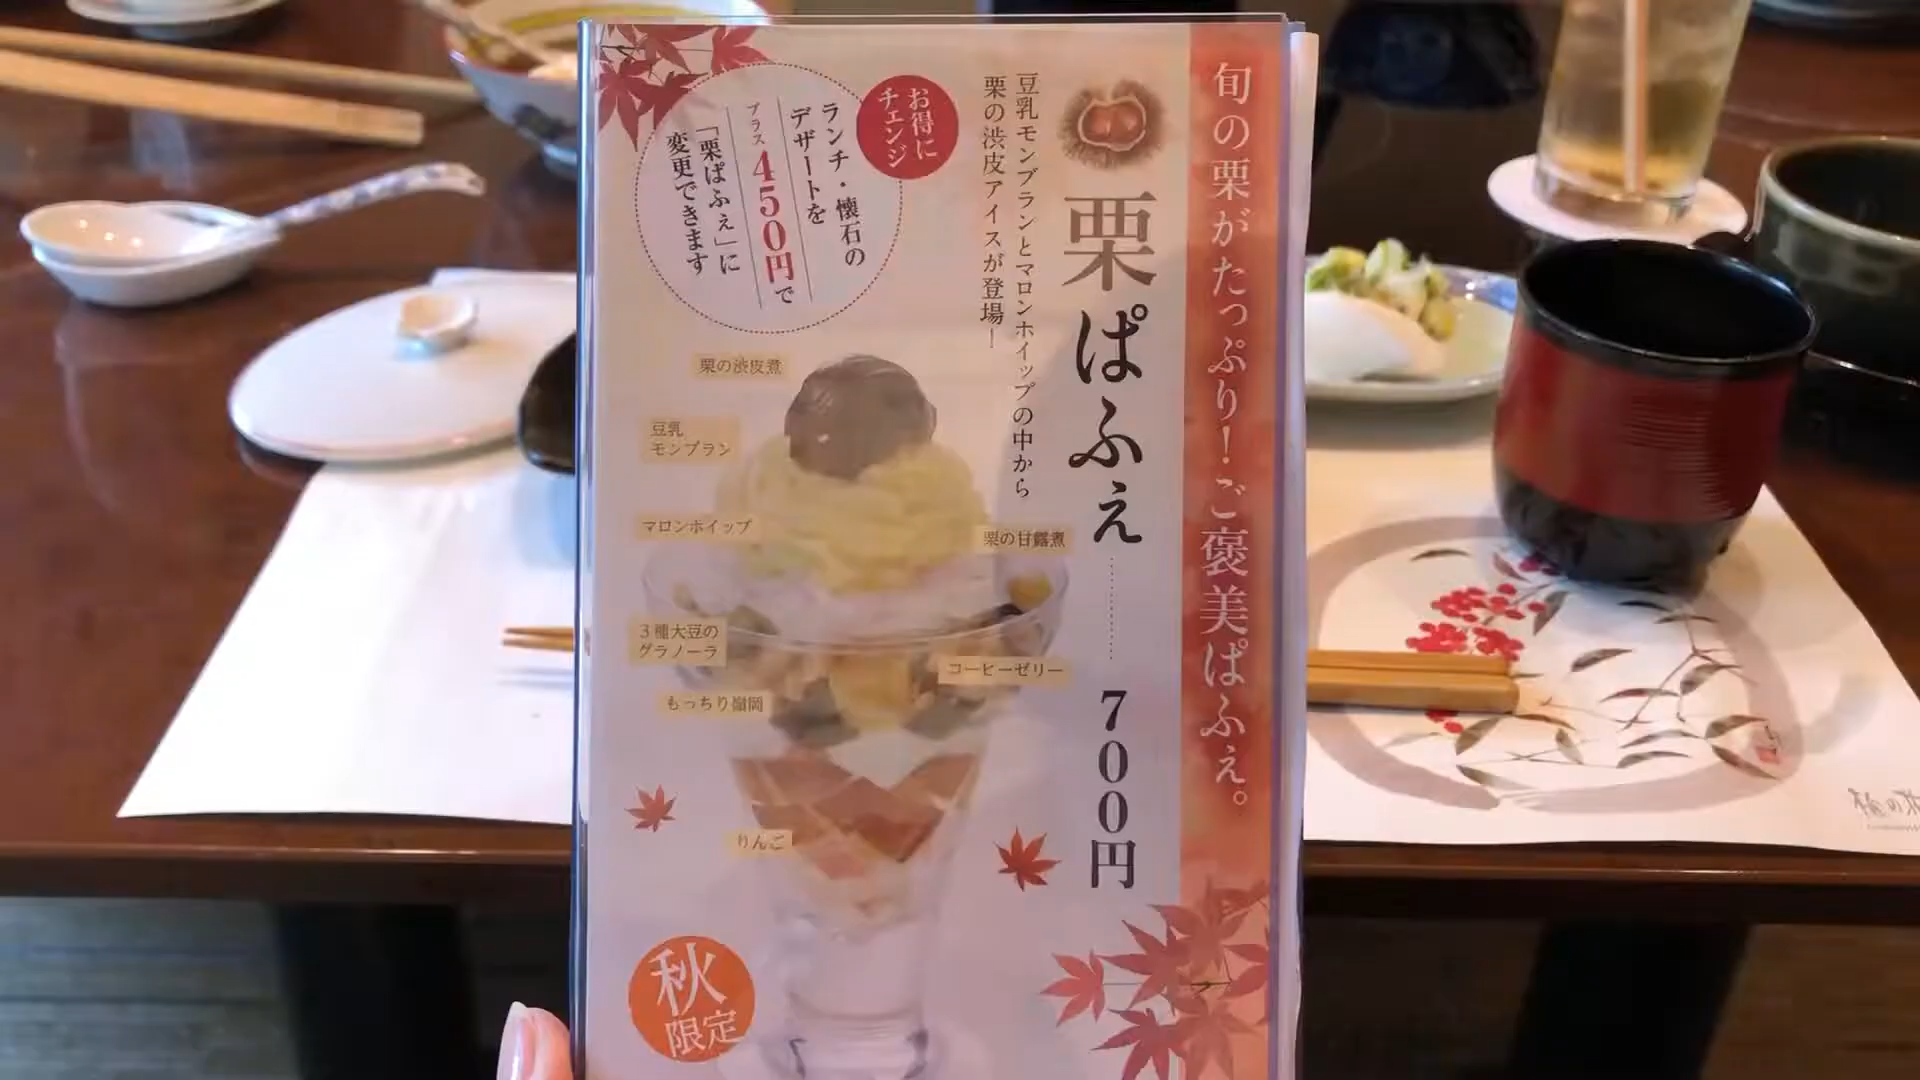 旬の栗がたっぷり!ご褒美ぱふぇ。
栗ぱふぇ
700円
豆乳モンブランとマロンホイップの中から
栗の渋皮アイスが登場!
お得に
チェンジ
ランチ・懐石の
デザートを
プラス450円で
「栗ぱふぇ」に
変更できます
栗の渋皮煮
豆乳
モンブラン
マロンホイップ
栗の甘露煮
3種大豆の
グラノーラ
コーヒーゼリー
もっちり嶺岡
りんご
秋
限定
梅の花